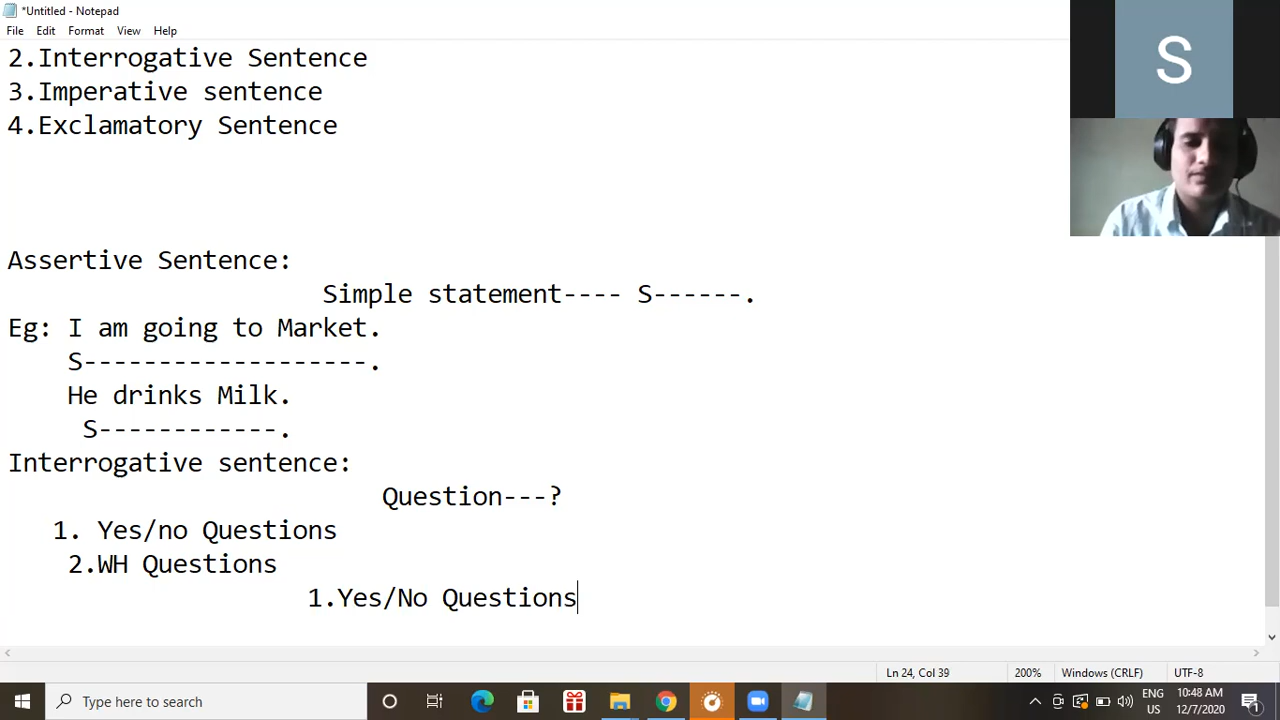 *Untitled - Notepad
File Edit Format View Help
2.Interrogative Sentence
3.Imperative sentence
4.Exclamatory Sentence
S
Assertive Sentence:
Simple statement---- S------.
Eg: I am going to Market.
S-------------------.
He drinks Milk.
S------------.
Interrogative sentence:
Question---?
1. Yes/no Questions
2.WH Questions
1.Yes/No Questions
Ln 24, Col 39 200% Windows (CRLF) UTF-8
Type here to search
ENG
US
10:48 AM
12/7/2020
1